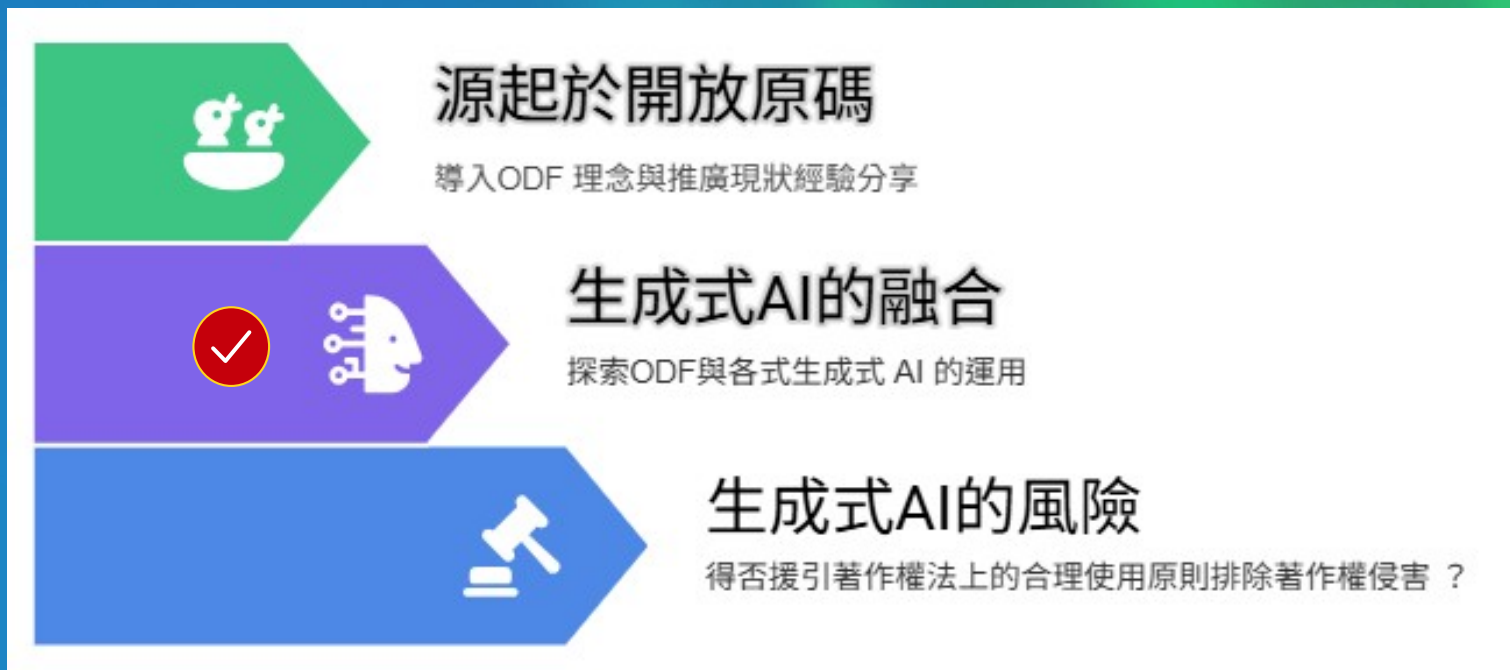 源起於開放原碼
導入ODF 理念與推廣現狀經驗分享
生成式AI的融合
探索ODF與各式生成式 AI 的運用
生成式AI的風險
得否援引著作權法上的合理使用原則排除著作權侵害 ？